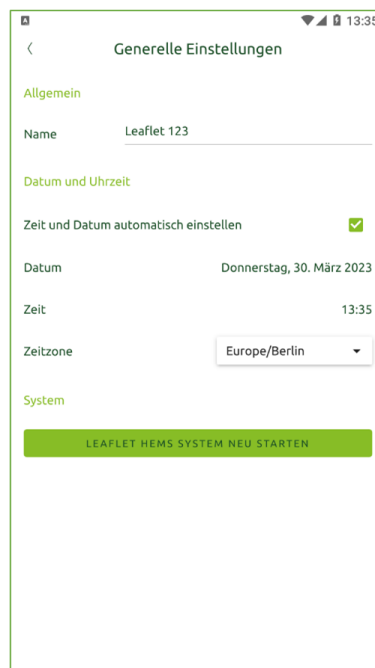 A 13:35
Generelle Einstellungen
Allgemein
Name Leaflet 123
Datum und Uhrzeit
Zeit und Datum automatisch einstellen
Datum Donnerstag, 30. März 2023
Zeit 13:35
Zeitzone Europe/Berlin
System
LEAFLET HEMS SYSTEM NEU STARTEN